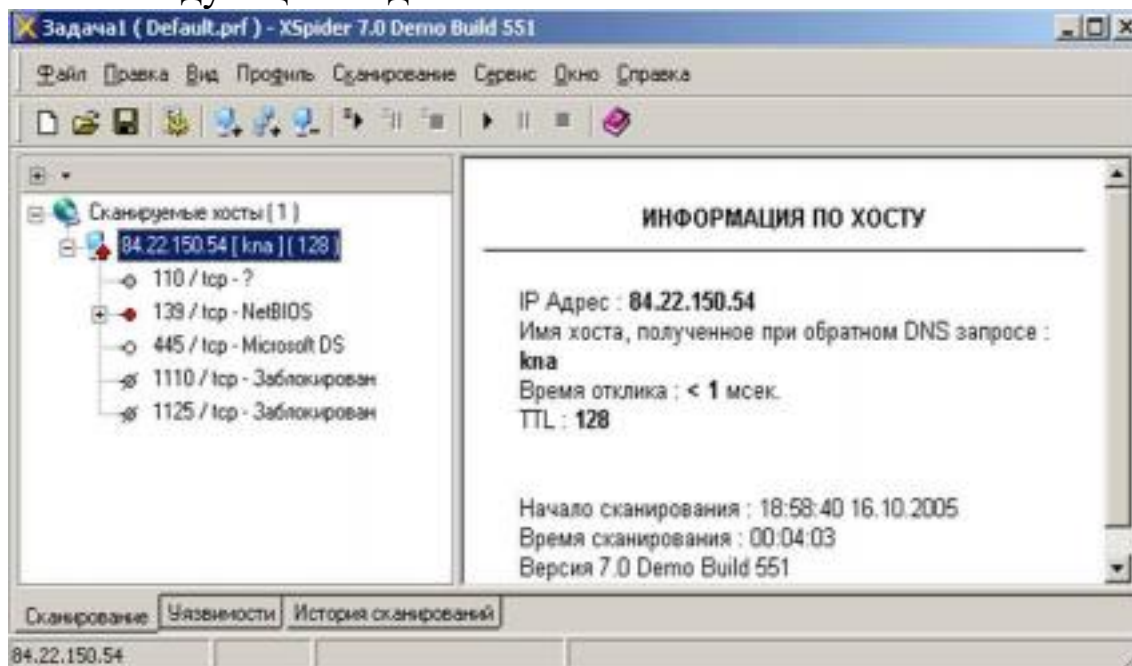 Задача1 ( Default.prf ) - XSpider 7.0 Demo Build 551
Файл Правка Вид Профиль Сканирование Сервис Окно Справка
Сканируемые хосты ( 1 )
84.22.150.54 [ kna ] ( 128 )
110 / tcp - ?
139 / tcp - NetBIOS
445 / tcp - Microsoft DS
1110 / tcp - Заблокирован
1125 / tcp - Заблокирован
ИНФОРМАЦИЯ ПО ХОСТУ
IP Адрес : 84.22.150.54
Имя хоста, полученное при обратном DNS запросе :
kna
Время отклика : < 1 мсек.
TTL : 128
Начало сканирования : 18:58:40 16.10.2005
Время сканирования : 00:04:03
Версия 7.0 Demo Build 551
Сканирование Уязвимости История сканирований
84.22.150.54